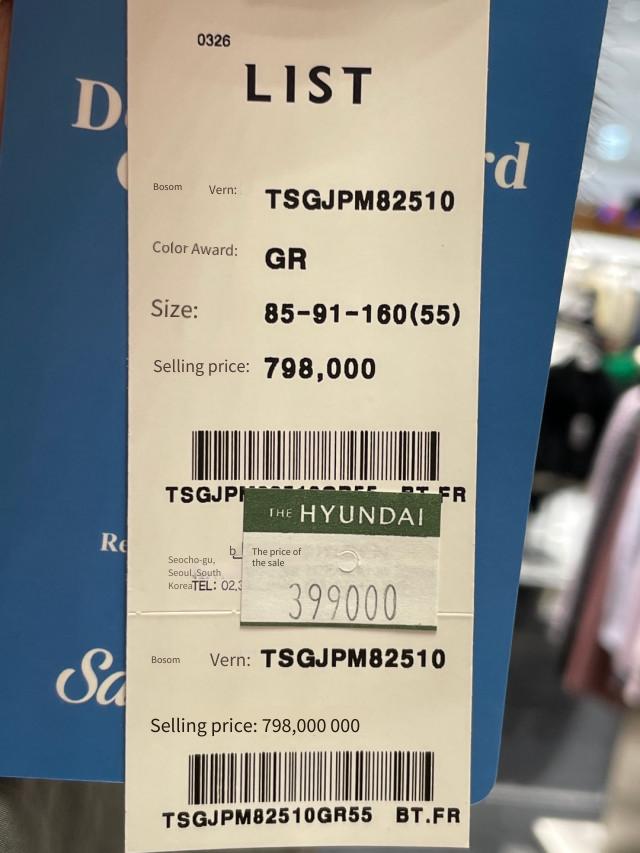 0326
LIST
Bosom Vern: TSGJPM82510
Color Award: GR
Size: 85-91-160(55)
Selling price: 798,000
BT.FR
THE HYUNDAI
The price of
the sale
399000
Seocho-gu,
Seoul, South
Korea TEL: 02.3
Bosom Vern: TSGJPM82510
Selling price: 798,000 000
TSGJPM82510GR55 BT.FR